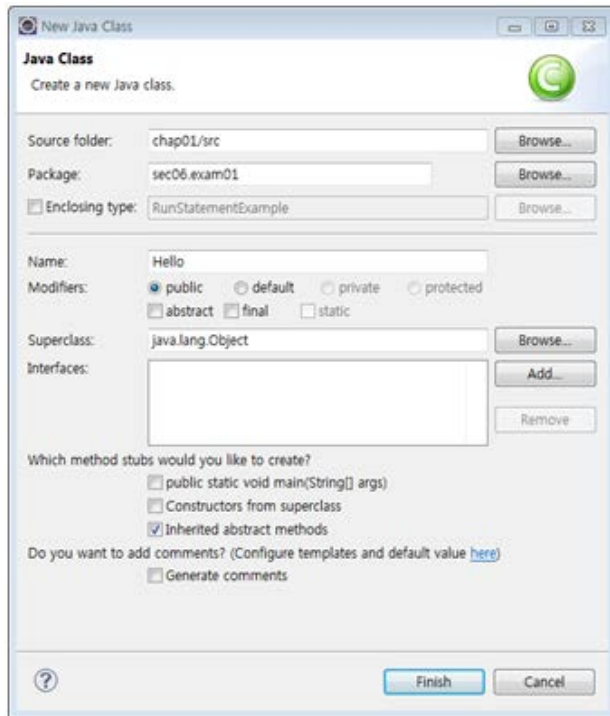 New Java Class
Java Class
Create a new Java class.
Source folder: chap01/src Browse...
Package: sec06.exam01 Browse...
Enclosing type: RunStatementExample Browse...
Name: Hello
Modifiers: public default private protected
abstract final static
Superclass: java.lang.Object Browse...
Interfaces: Add...
Remove
Which method stubs would you like to create?
public static void main(String[] args)
Constructors from superclass
Inherited abstract methods
Do you want to add comments? (Configure templates and default value here)
Generate comments
? Finish Cancel